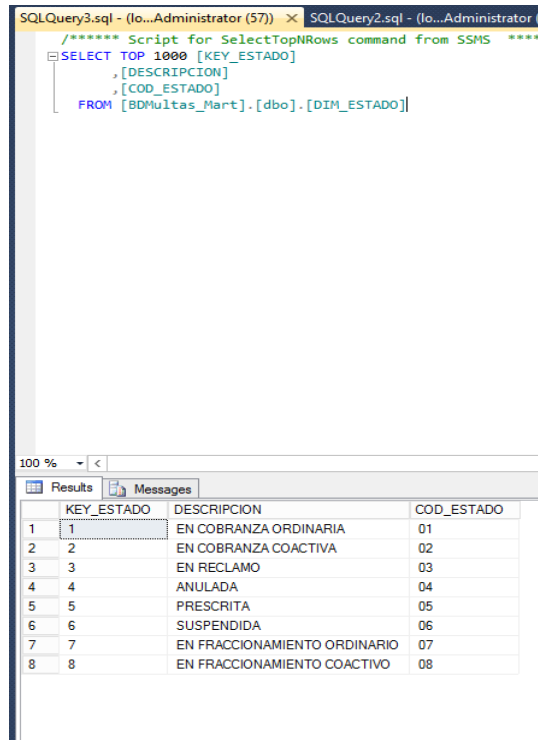 SQLQuery3.sql - (lo...Administrator (57)) × SQLQuery2.sql - (lo...Administrator (
/****** Script for SelectTopNRows command from SSMS ****
SELECT TOP 1000 [KEY_ESTADO]
,[DESCRIPCION]
,[COD_ESTADO]
FROM [BDMultas_Mart].[dbo].[DIM_ESTADO]
100 %
Results Messages
KEY_ESTADO DESCRIPCION COD_ESTADO
1 1 EN COBRANZA ORDINARIA 01
2 2 EN COBRANZA COACTIVA 02
3 3 EN RECLAMO 03
4 4 ANULADA 04
5 5 PRESCRITA 05
6 6 SUSPENDIDA 06
7 7 EN FRACCIONAMIENTO ORDINARIO 07
8 8 EN FRACCIONAMIENTO COACTIVO 08